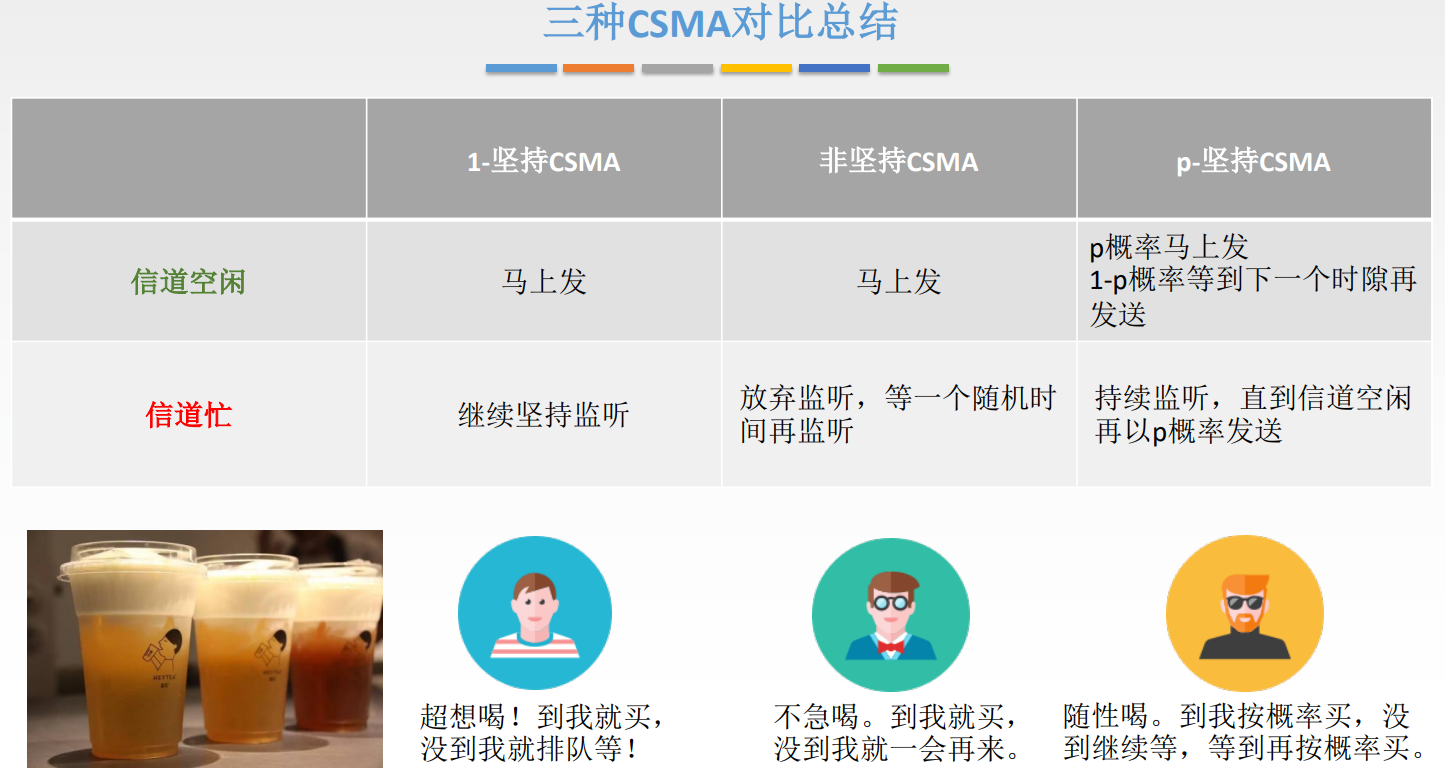 三种CSMA对比总结
1-坚持CSMA
非坚持CSMA
p-坚持CSMA
信道空闲
马上发
马上发
p概率马上发
1-p概率等到下一个时隙再
发送
信道忙
继续坚持监听
放弃监听，等一个随机时
间再监听
持续监听，直到信道空闲
再以p概率发送
HEYTEA
超想喝！到我就买，
没到我就排队等！
不急喝。到我就买，
没到我就一会再来。
随性喝。到我按概率买，没
到继续等，等到再按概率买。